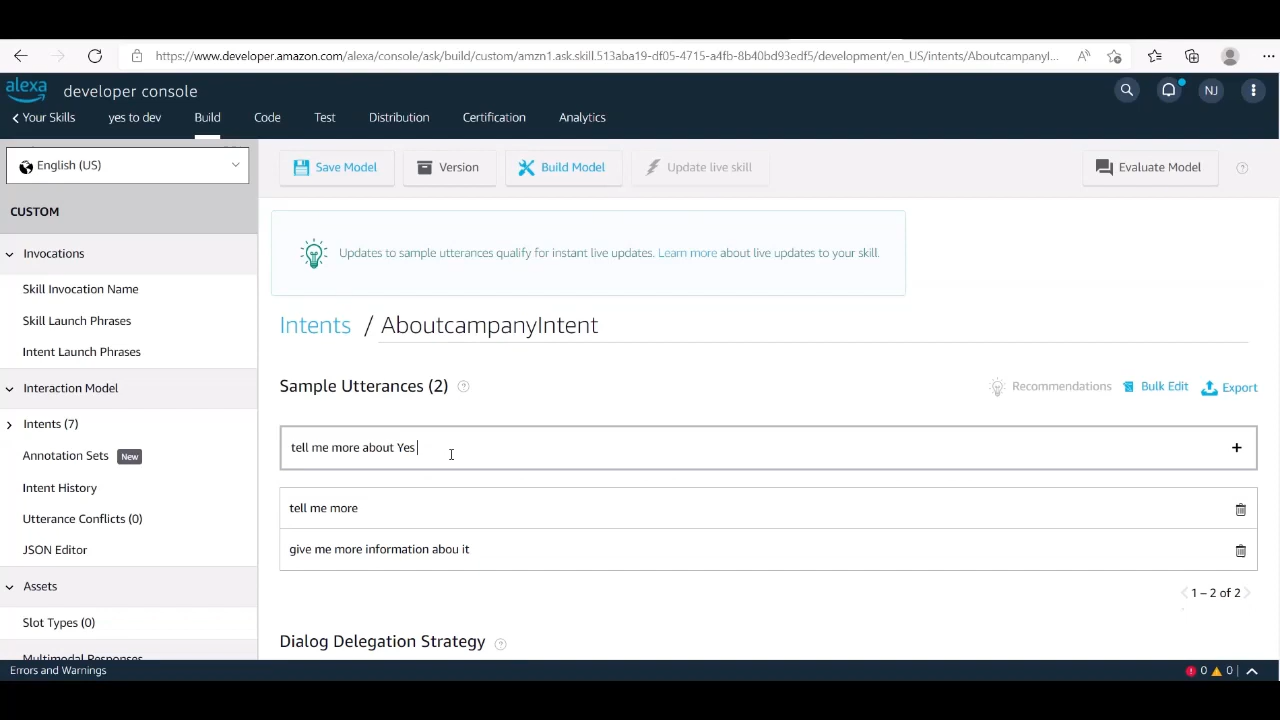 https://www.developer.amazon.com/alexa/console/ask/build/custom/amzn1.ask.skill.513aba19-df05-4715-a4fb-8b40bd93edf5/development/en_US/intents/AboutcampanyI...
alexa developer console NJ
Your Skills yes to dev Build Code Test Distribution Certification Analytics
English (US) Save Model Version Build Model Update live skill Evaluate Model
CUSTOM
Invocations
Skill Invocation Name
Skill Launch Phrases
Intent Launch Phrases
Interaction Model
Intents (7)
Annotation Sets New
Intent History
Utterance Conflicts (0)
JSON Editor
Assets
Slot Types (0)
Multimodal Responses
Updates to sample utterances qualify for instant live updates. Learn more about live updates to your skill.
Intents / AboutcampanyIntent
Sample Utterances (2) Recommendations Bulk Edit Export
tell me more about Yes
tell me more
give me more information abou it
1 – 2 of 2
Dialog Delegation Strategy
Errors and Warnings 0 0